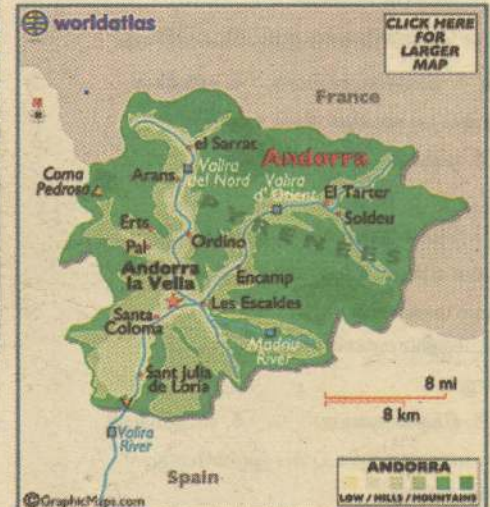 worldatlas
CLICK HERE
FOR
LARGER
MAP
France
el Sarrat
Andorra
Valira
del Nord
Arans
Coma
Pedrosa
Valira
d'Orient
El Tarter
Soldeu
PYRENEES
Erts
Pal
Ordino
Andorra
la Vella
Encamp
Les Escaldes
Santa
Coloma
Madriu
River
Sant Julia
de Loria
8 mi
8 km
Valira
River
Spain
ANDORRA
LOW / HILLS / MOUNTAINS
©GraphicMaps.com